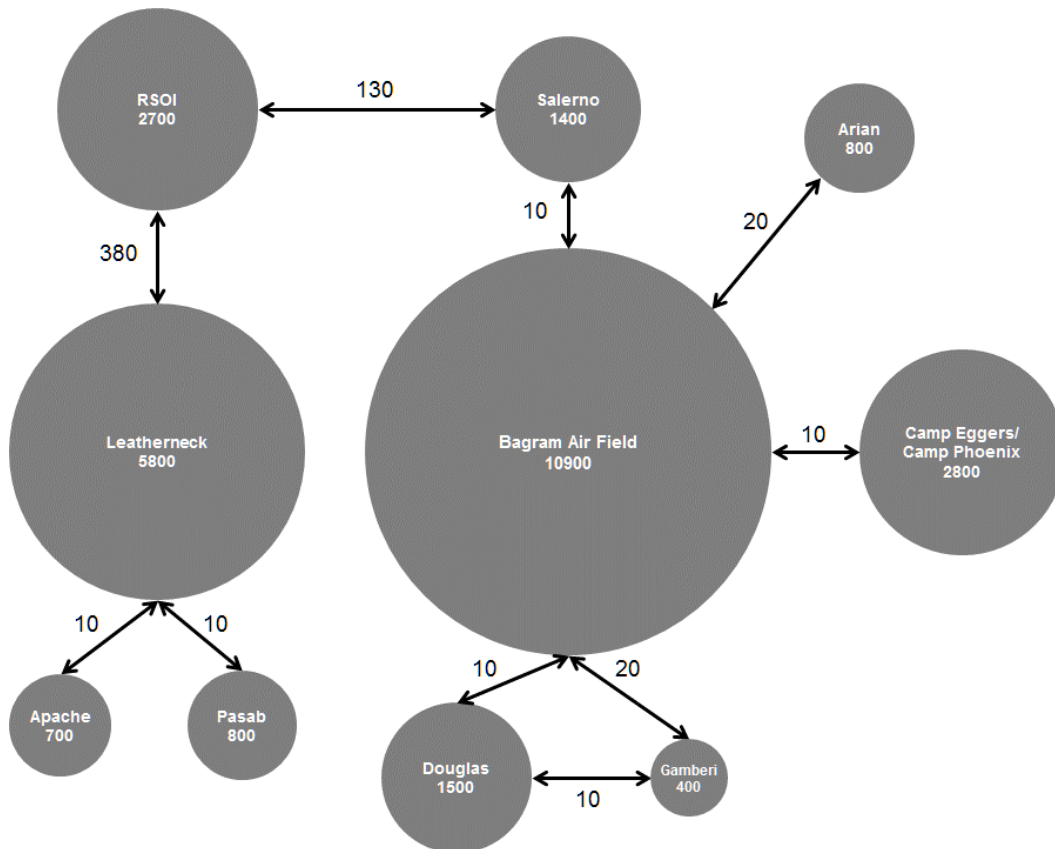 RSOI
2700
130
Salerno
1400
Arian
800
10
20
380
Leatherneck
5800
Bagram Air Field
10900
10
Camp Eggers/
Camp Phoenix
2800
10
10
10
20
Apache
700
Pasab
800
Douglas
1500
10
Gamberi
400